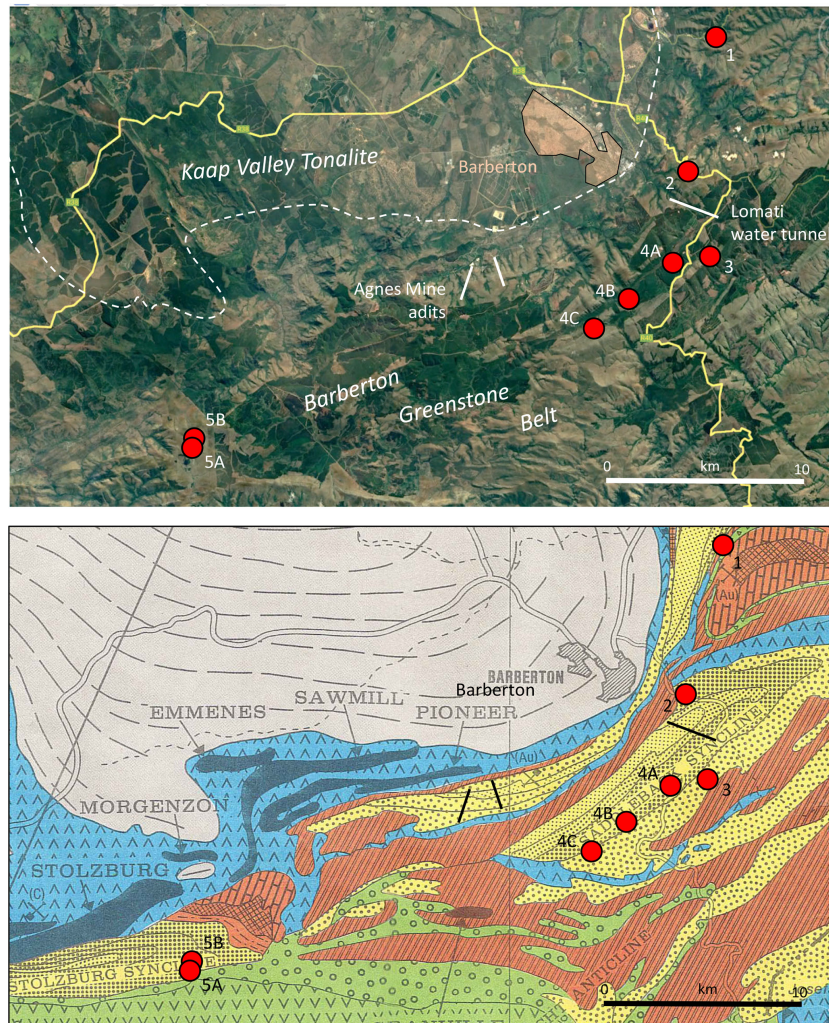 1
Kaap Valley Tonalite
Barberton
2
Lomati
water tunnel
4A
3
Agnes Mine
adits
4B
4C
Barberton
Greenstone
Belt
5B
5A
0 km 10
1
(Au)
BARBERTON
Barberton
2
SAWMILL
EMMENES
PIONEER
(Au)
4A
3
SYNCLINE
MORGENZON
4B
4C
STOLZBURG
(C)
5B
STOLZBURG SYNCLINE
5A
ANTICLINE
0 km 10